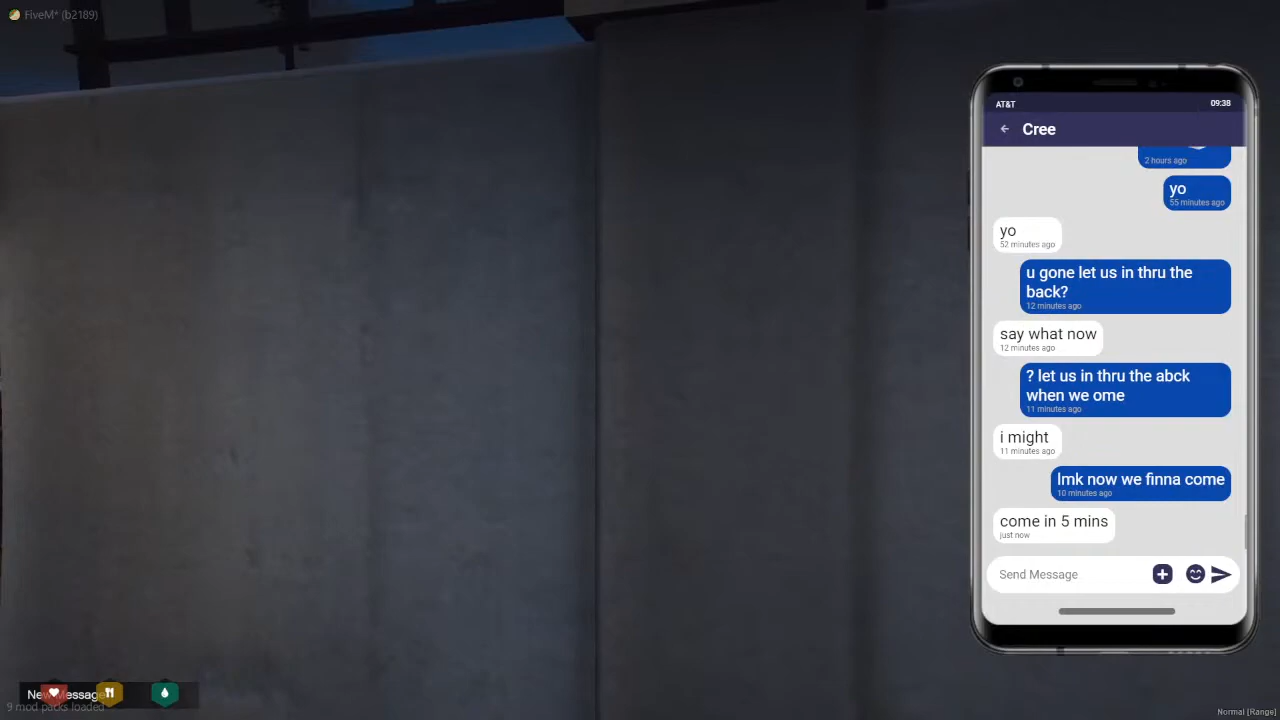 FiveM* (b2189)
AT&T
09:38
Cree
2 hours ago
yo
55 minutes ago
yo
52 minutes ago
u gone let us in thru the
back?
12 minutes ago
say what now
12 minutes ago
? let us in thru the abck
when we ome
11 minutes ago
i might
11 minutes ago
lmk now we finna come
10 minutes ago
come in 5 mins
just now
Send Message
New Message
9 mod packs loaded
Normal [Range]